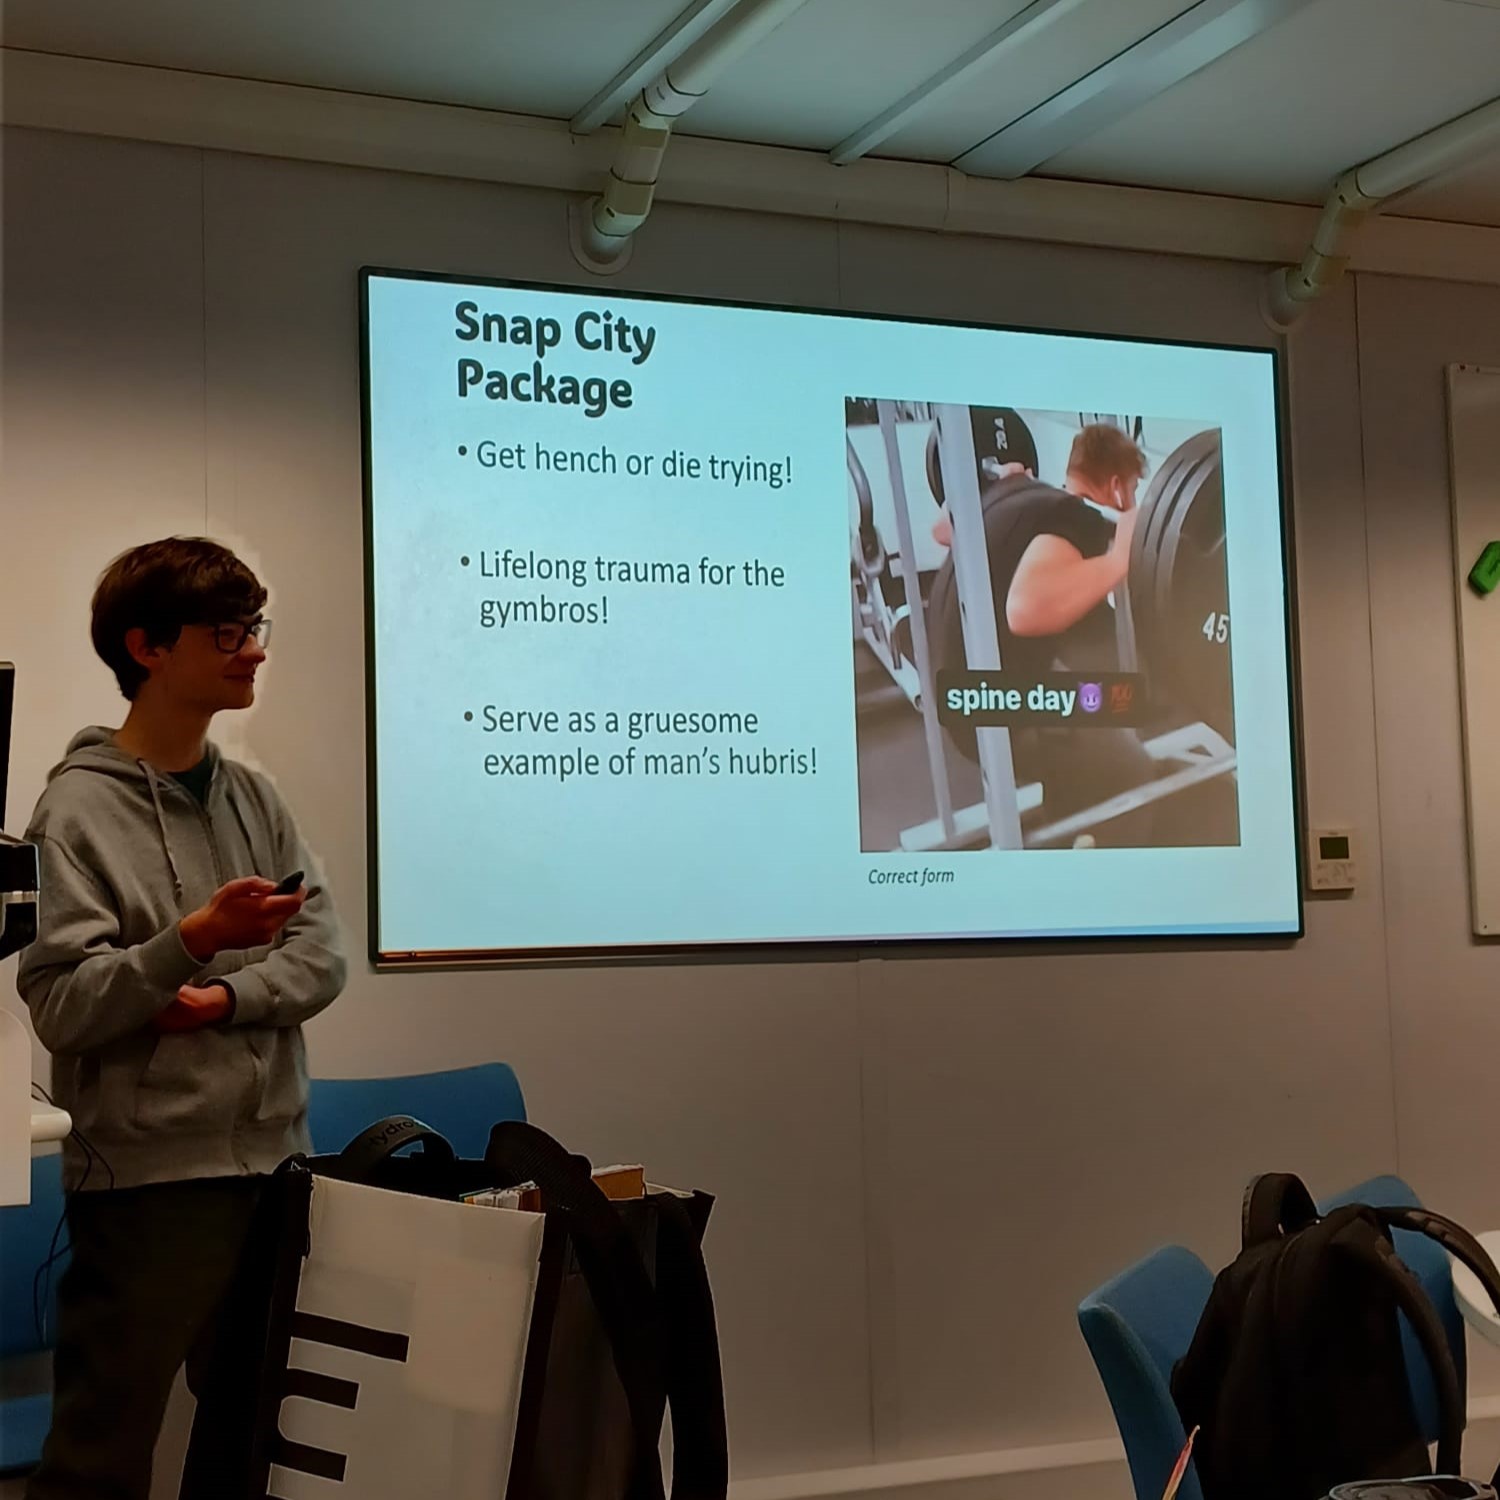 Snap City
Package
• Get hench or die trying!
• Lifelong trauma for the
gymbros!
• Serve as a gruesome
example of man's hubris!
45
spine day😈💯
Correct form